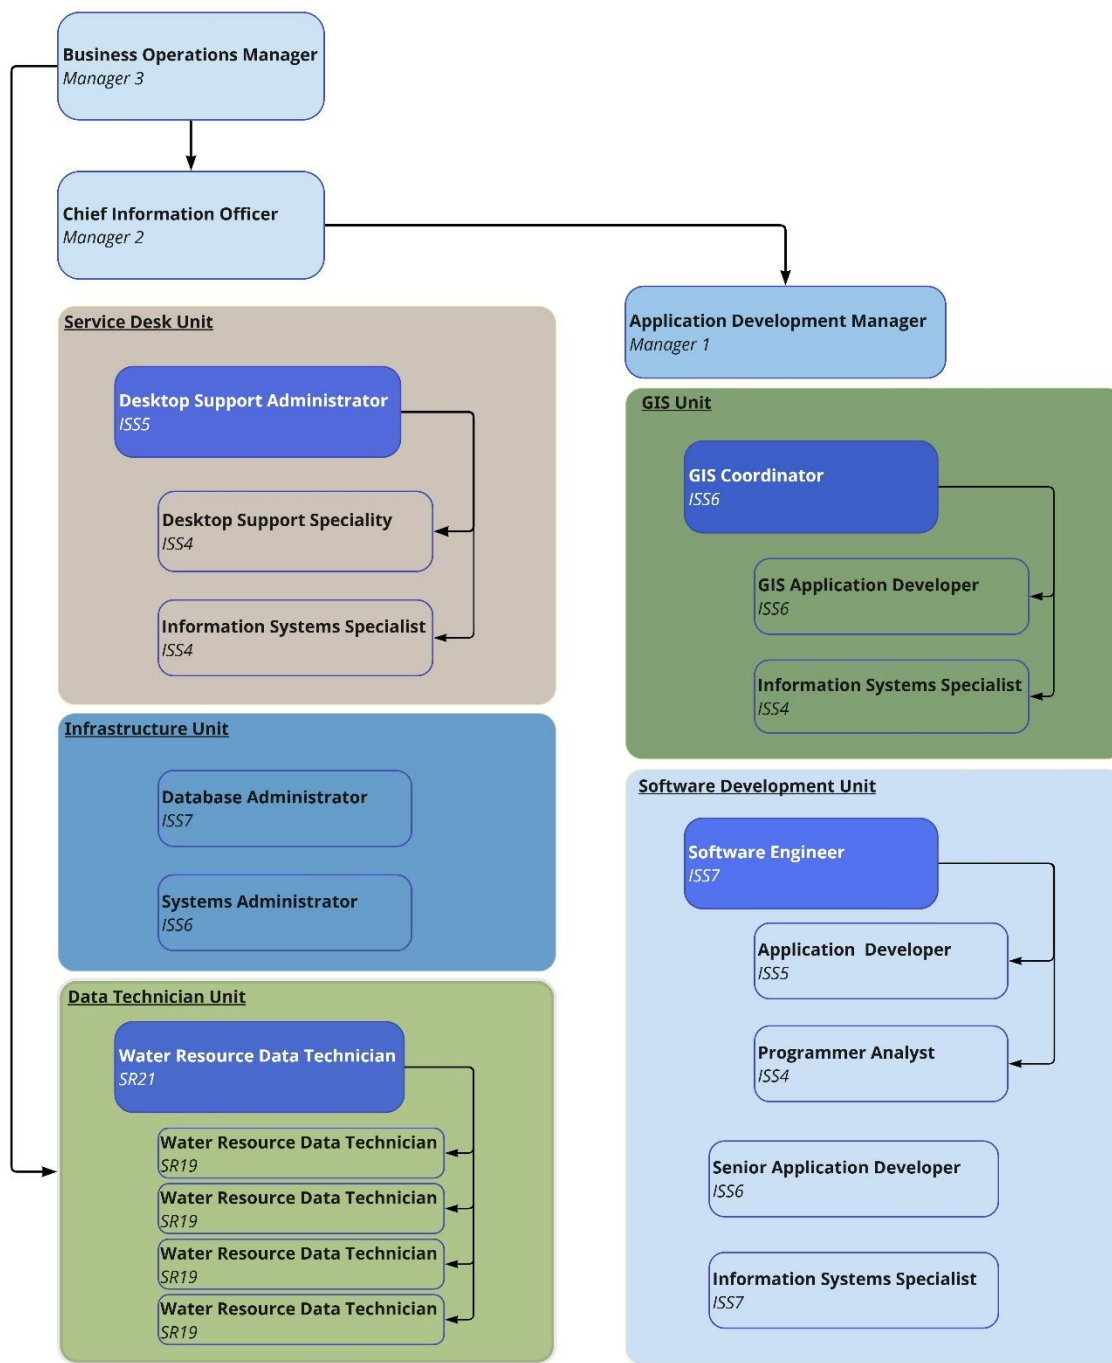 Business Operations Manager
Manager 3
Chief Information Officer
Manager 2
Service Desk Unit
Desktop Support Administrator
ISS5
Desktop Support Speciality
ISS4
Information Systems Specialist
ISS4
Infrastructure Unit
Database Administrator
ISS7
Systems Administrator
ISS6
Data Technician Unit
Water Resource Data Technician
SR21
Water Resource Data Technician
SR19
Water Resource Data Technician
SR19
Water Resource Data Technician
SR19
Water Resource Data Technician
SR19
Application Development Manager
Manager 1
GIS Unit
GIS Coordinator
ISS6
GIS Application Developer
ISS6
Information Systems Specialist
ISS4
Software Development Unit
Software Engineer
ISS7
Application  Developer
ISS5
Programmer Analyst
ISS4
Senior Application Developer
ISS6
Information Systems Specialist
ISS7